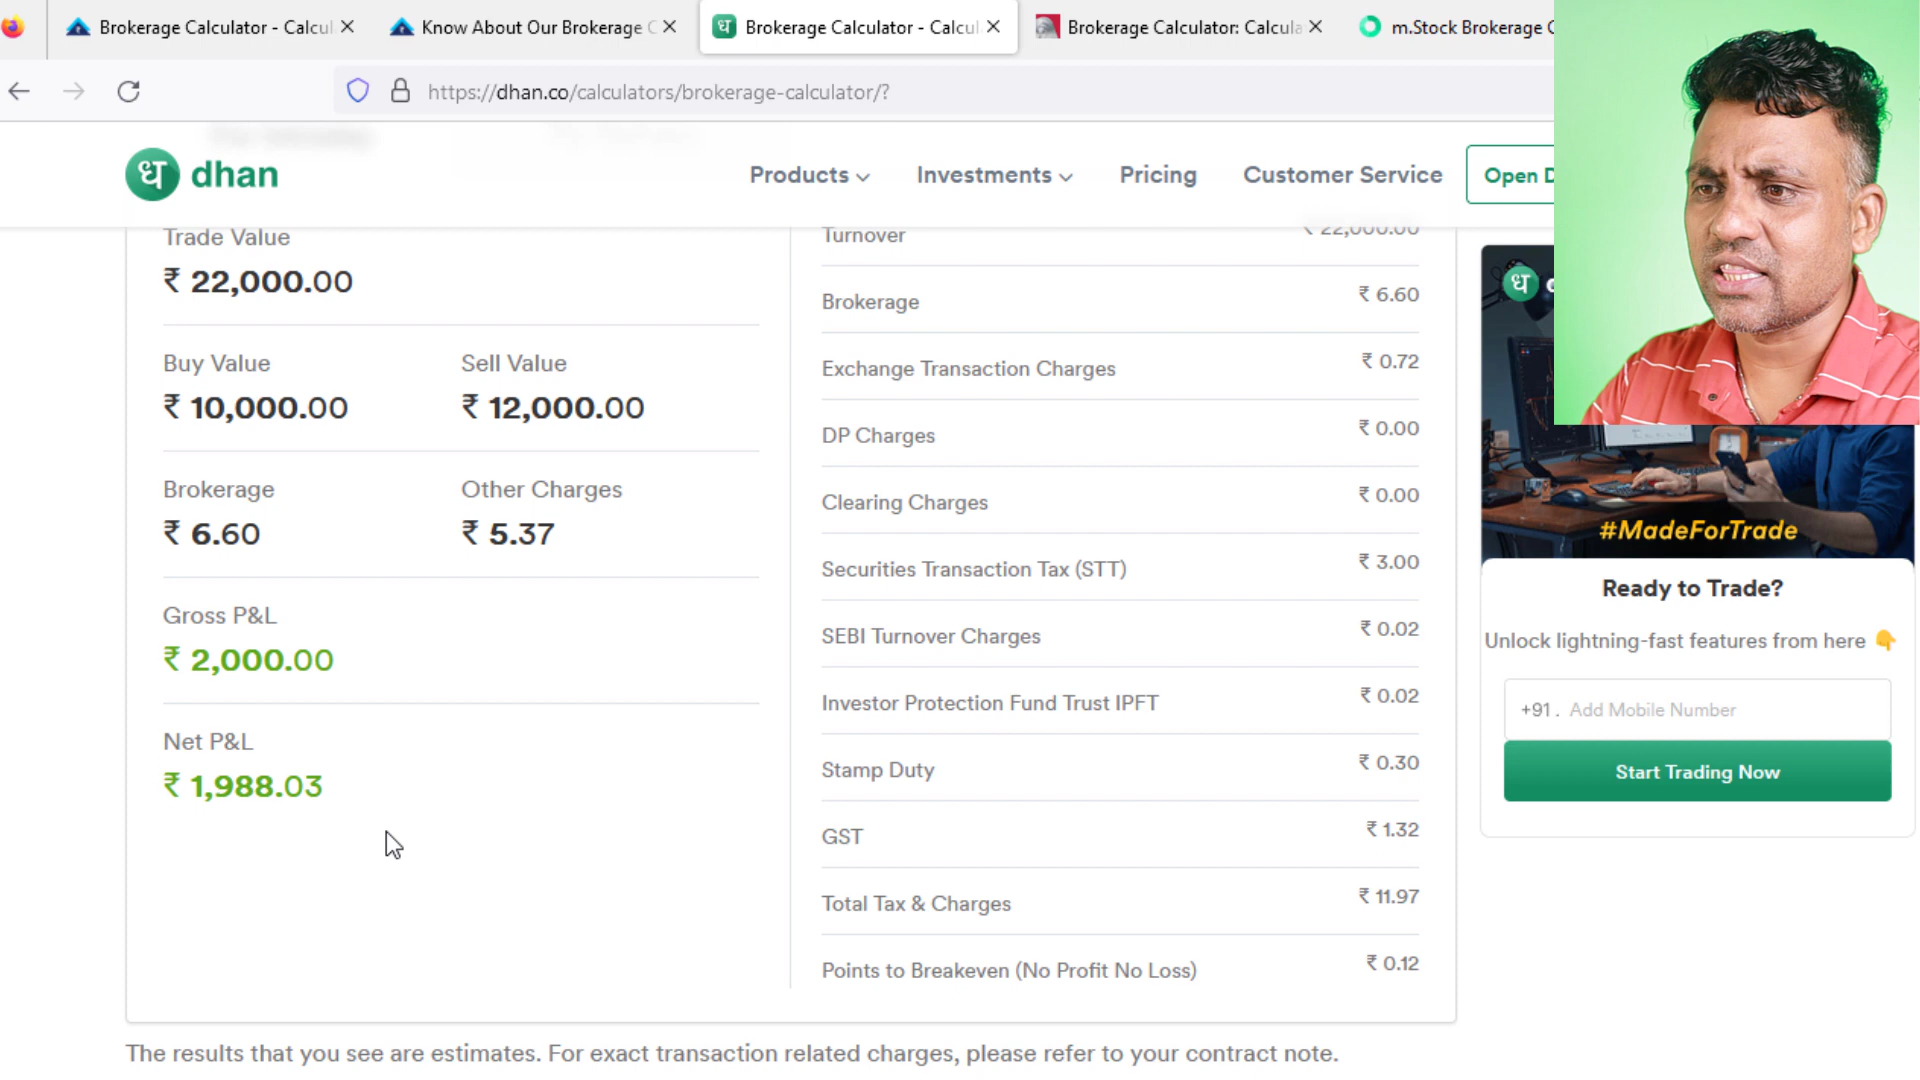 Brokerage Calculator - Calcul
Know About Our Brokerage C
Brokerage Calculator - Calcul
Brokerage Calculator: Calcula
m.Stock Brokerage C
https://dhan.co/calculators/brokerage-calculator/?
ध dhan
Products
Investments
Pricing
Customer Service
Open D
Trade Value
₹ 22,000.00
Buy Value
Sell Value
₹ 10,000.00
₹ 12,000.00
Brokerage
Other Charges
₹ 6.60
₹ 5.37
Gross P&L
₹ 2,000.00
Net P&L
₹ 1,988.03
Turnover ₹ 22,000.00
Brokerage ₹ 6.60
Exchange Transaction Charges ₹ 0.72
DP Charges ₹ 0.00
Clearing Charges ₹ 0.00
Securities Transaction Tax (STT) ₹ 3.00
SEBI Turnover Charges ₹ 0.02
Investor Protection Fund Trust IPFT ₹ 0.02
Stamp Duty ₹ 0.30
GST ₹ 1.32
Total Tax & Charges ₹ 11.97
Points to Breakeven (No Profit No Loss) ₹ 0.12
ध d
#MadeForTrade
Ready to Trade?
Unlock lightning-fast features from here 👇
+91 . Add Mobile Number
Start Trading Now
The results that you see are estimates. For exact transaction related charges, please refer to your contract note.